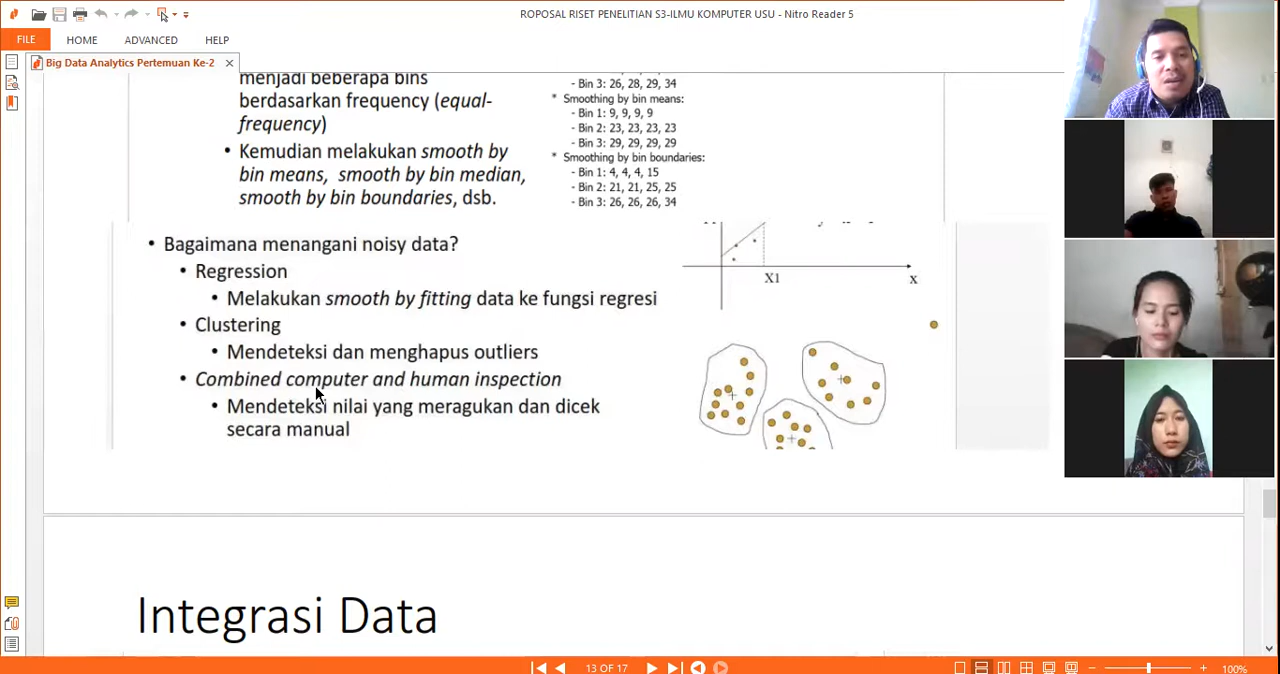 ROPOSAL RISET PENELITIAN S3-ILMU KOMPUTER USU - Nitro Reader 5
FILE HOME ADVANCED HELP
Big Data Analytics Pertemuan Ke-2
menjadi beberapa bins
berdasarkan frequency (equal-
frequency)
• Kemudian melakukan smooth by
bin means, smooth by bin median,
smooth by bin boundaries, dsb.
- Bin 3: 26, 28, 29, 34
* Smoothing by bin means:
- Bin 1: 9, 9, 9, 9
- Bin 2: 23, 23, 23, 23
- Bin 3: 29, 29, 29, 29
* Smoothing by bin boundaries:
- Bin 1: 4, 4, 4, 15
- Bin 2: 21, 21, 25, 25
- Bin 3: 26, 26, 26, 34
• Bagaimana menangani noisy data?
• Regression
• Melakukan smooth by fitting data ke fungsi regresi
• Clustering
• Mendeteksi dan menghapus outliers
• Combined computer and human inspection
• Mendeteksi nilai yang meragukan dan dicek
secara manual
X1
x
Integrasi Data
13 OF 17
100%